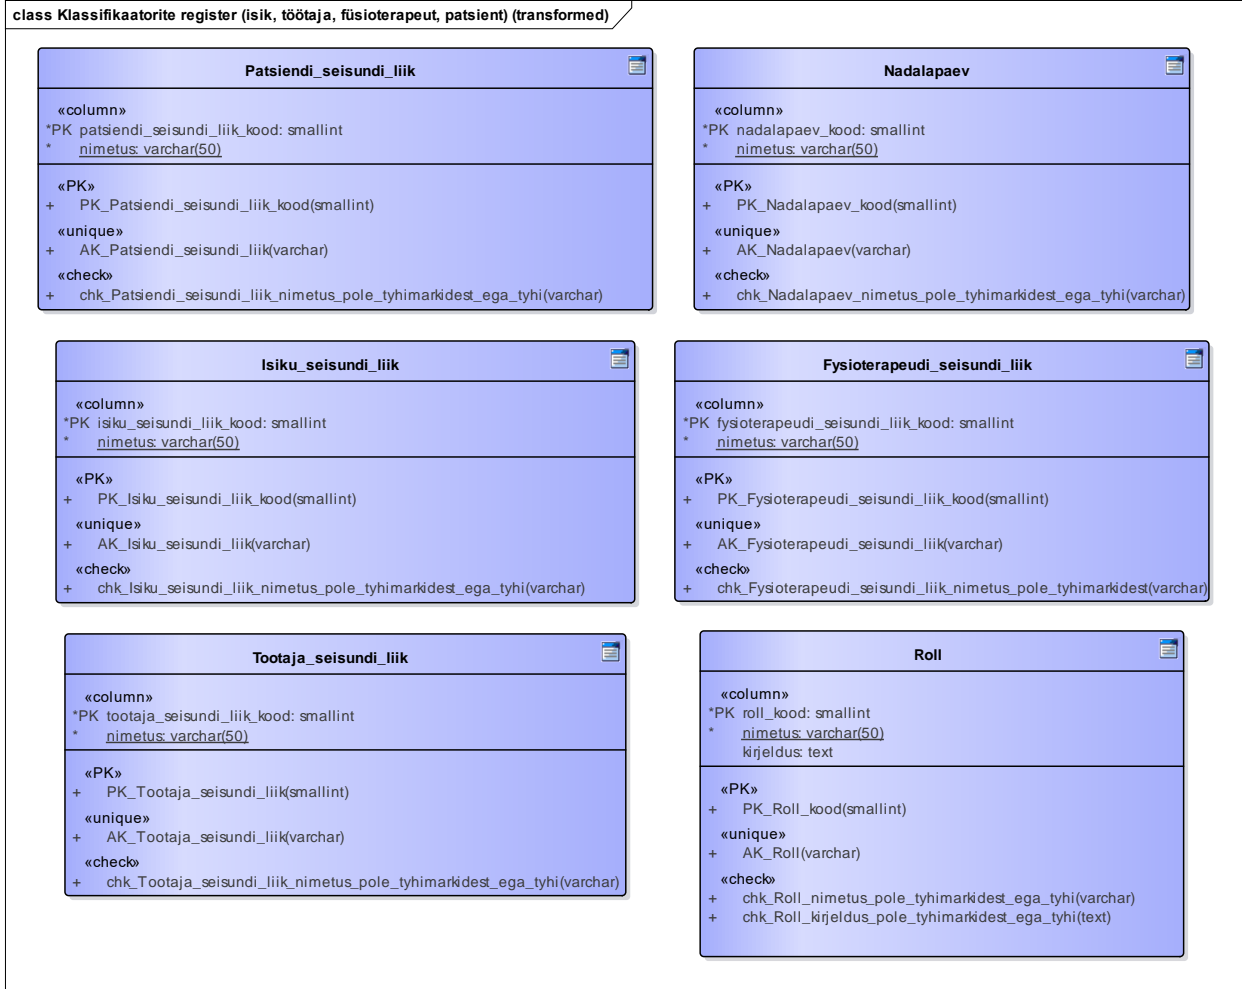 class Klassifikaatorite register (isik, töötaja, füsioterapeut, patsient) (transformed)
Patsiendi_seisundi_liik
«column»
*PK patsiendi_seisundi_liik_kood: smallint
* nimetus: varchar(50)
«PK»
+ PK_Patsiendi_seisundi_liik_kood(smallint)
«unique»
+ AK_Patsiendi_seisundi_liik(varchar)
«check»
+ chk_Patsiendi_seisundi_liik_nimetus_pole_tyhimarkidest_ega_tyhi(varchar)
Nadalapaev
«column»
*PK nadalapaev_kood: smallint
* nimetus: varchar(50)
«PK»
+ PK_Nadalapaev_kood(smallint)
«unique»
+ AK_Nadalapaev(varchar)
«check»
+ chk_Nadalapaev_nimetus_pole_tyhimarkidest_ega_tyhi(varchar)
Isiku_seisundi_liik
«column»
*PK isiku_seisundi_liik_kood: smallint
* nimetus: varchar(50)
«PK»
+ PK_Isiku_seisundi_liik_kood(smallint)
«unique»
+ AK_Isiku_seisundi_liik(varchar)
«check»
+ chk_Isiku_seisundi_liik_nimetus_pole_tyhimarkidest_ega_tyhi(varchar)
Fysioterapeudi_seisundi_liik
«column»
*PK fysioterapeudi_seisundi_liik_kood: smallint
* nimetus: varchar(50)
«PK»
+ PK_Fysioterapeudi_seisundi_liik_kood(smallint)
«unique»
+ AK_Fysioterapeudi_seisundi_liik(varchar)
«check»
+ chk_Fysioterapeudi_seisundi_liik_nimetus_pole_tyhimarkidest(varchar)
Tootaja_seisundi_liik
«column»
*PK tootaja_seisundi_liik_kood: smallint
* nimetus: varchar(50)
«PK»
+ PK_Tootaja_seisundi_liik(smallint)
«unique»
+ AK_Tootaja_seisundi_liik(varchar)
«check»
+ chk_Tootaja_seisundi_liik_nimetus_pole_tyhimarkidest_ega_tyhi(varchar)
Roll
«column»
*PK roll_kood: smallint
* nimetus: varchar(50)
kirjeldus: text
«PK»
+ PK_Roll_kood(smallint)
«unique»
+ AK_Roll(varchar)
«check»
+ chk_Roll_nimetus_pole_tyhimarkidest_ega_tyhi(varchar)
+ chk_Roll_kirjeldus_pole_tyhimarkidest_ega_tyhi(text)